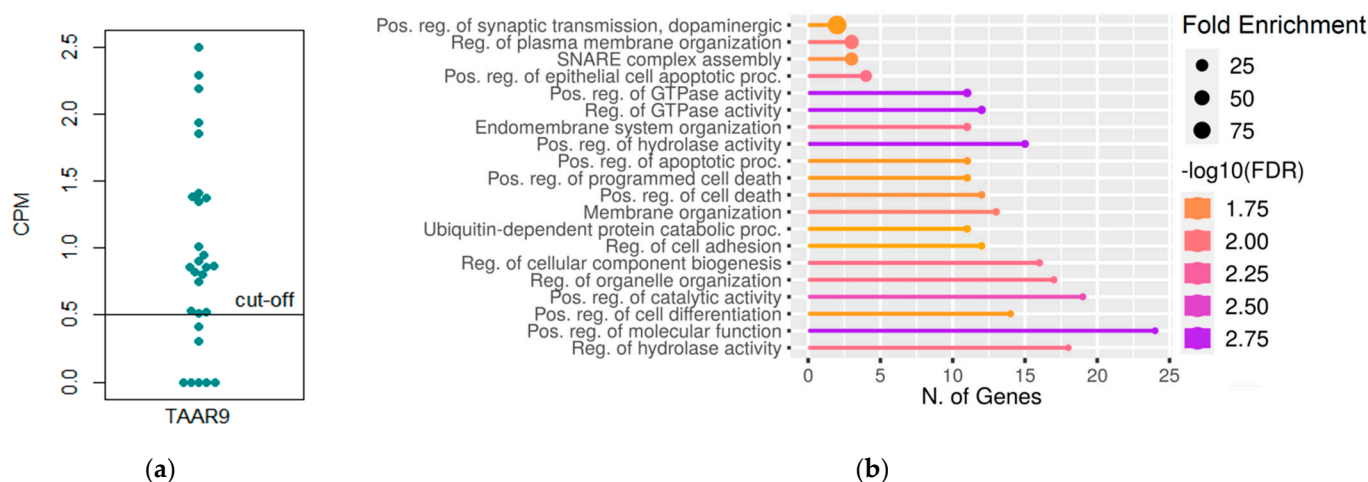 CPM
2.5
2.0
1.5
1.0
0.5
0.0
cut-off
TAAR9
(a)
Pos. reg. of synaptic transmission, dopaminergic
Reg. of plasma membrane organization
SNARE complex assembly
Pos. reg. of epithelial cell apoptotic proc.
Pos. reg. of GTPase activity
Reg. of GTPase activity
Endomembrane system organization
Pos. reg. of hydrolase activity
Pos. reg. of apoptotic proc.
Pos. reg. of programmed cell death
Pos. reg. of cell death
Membrane organization
Ubiquitin-dependent protein catabolic proc.
Reg. of cell adhesion
Reg. of cellular component biogenesis
Reg. of organelle organization
Pos. reg. of catalytic activity
Pos. reg. of cell differentiation
Pos. reg. of molecular function
Reg. of hydrolase activity
0 5 10 15 20 25
N. of Genes
Fold Enrichment
25
50
75
-log10(FDR)
1.75
2.00
2.25
2.50
2.75
(b)